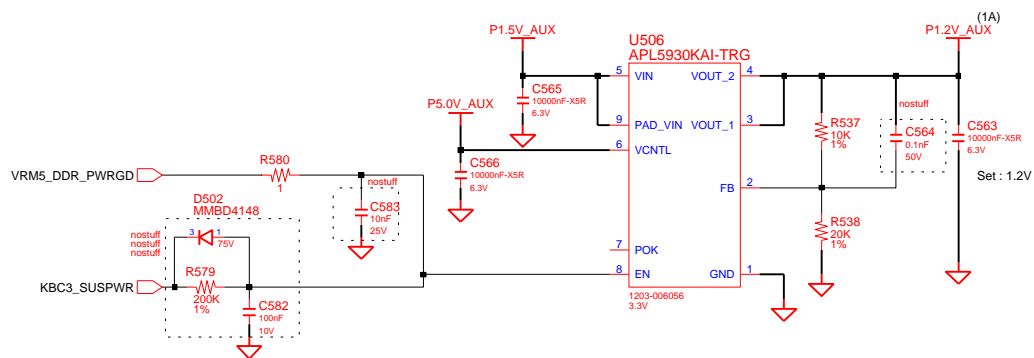 (1A)
P1.5V_AUX
P1.2V_AUX
U506
APL5930KAI-TRG
5
VIN
VOUT_2
4
C565
10000nF-X5R
6.3V
P5.0V_AUX
9
PAD_VIN
VOUT_1
3
6
VCNTL
R537
10K
1%
nostuff
C564
0.1nF
50V
C563
10000nF-X5R
6.3V
C566
10000nF-X5R
6.3V
R580
1
VRM5_DDR_PWRGD
nostuff
C583
10nF
25V
FB
2
Set : 1.2V
D502
MMBD4148
3
1
75V
nostuff
nostuff
nostuff
R538
20K
1%
7
POK
R579
200K
1%
KBC3_SUSPWR
8
EN
GND
1
C582
100nF
10V
1203-006056
3.3V